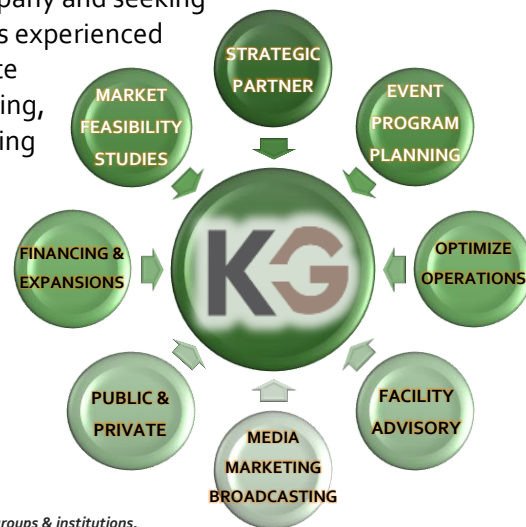 pany and seeking
s experienced
te
ing,
ing
STRATEGIC
PARTNER
EVENT
PROGRAM
PLANNING
OPTIMIZE
OPERATIONS
FACILITY
ADVISORY
MEDIA
MARKETING
BROADCASTING
PUBLIC &
PRIVATE
FINANCING &
EXPANSIONS
MARKET
FEASIBILITY
STUDIES
KG
roups & institutions.